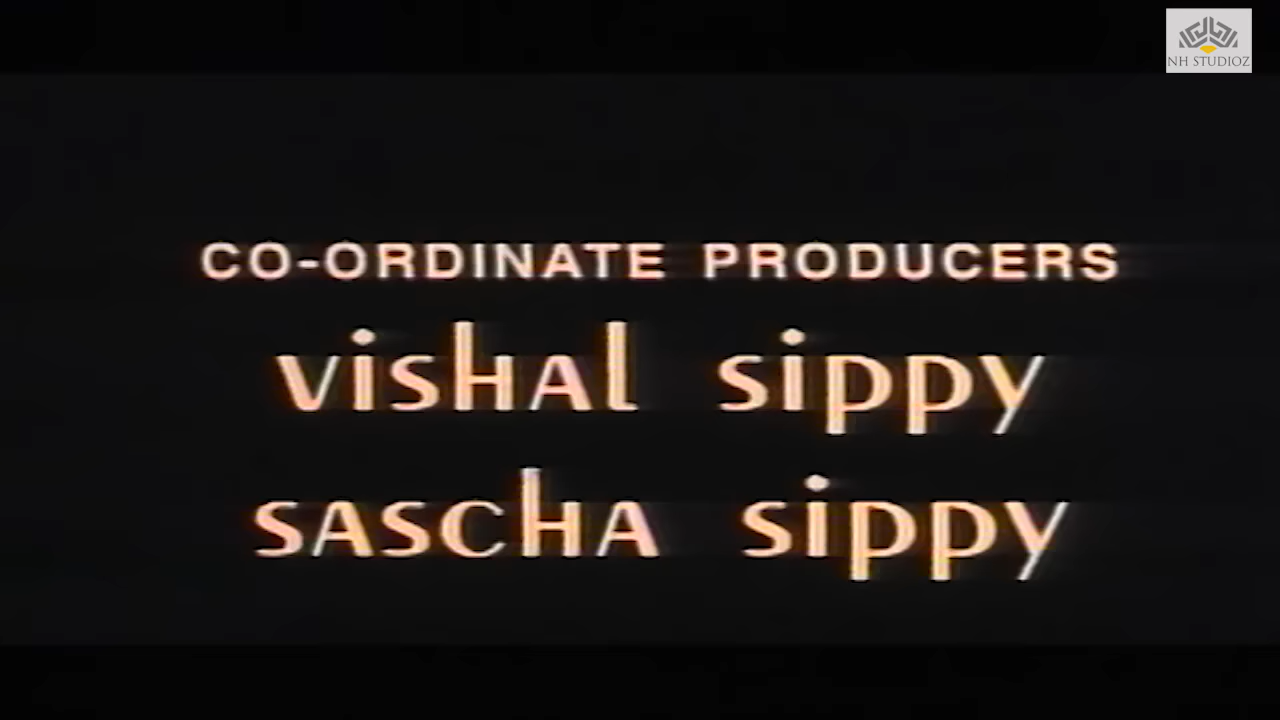 NH STUDIOZ
CO-ORDINATE PRODUCERS
vishal sippy
sascha sippy